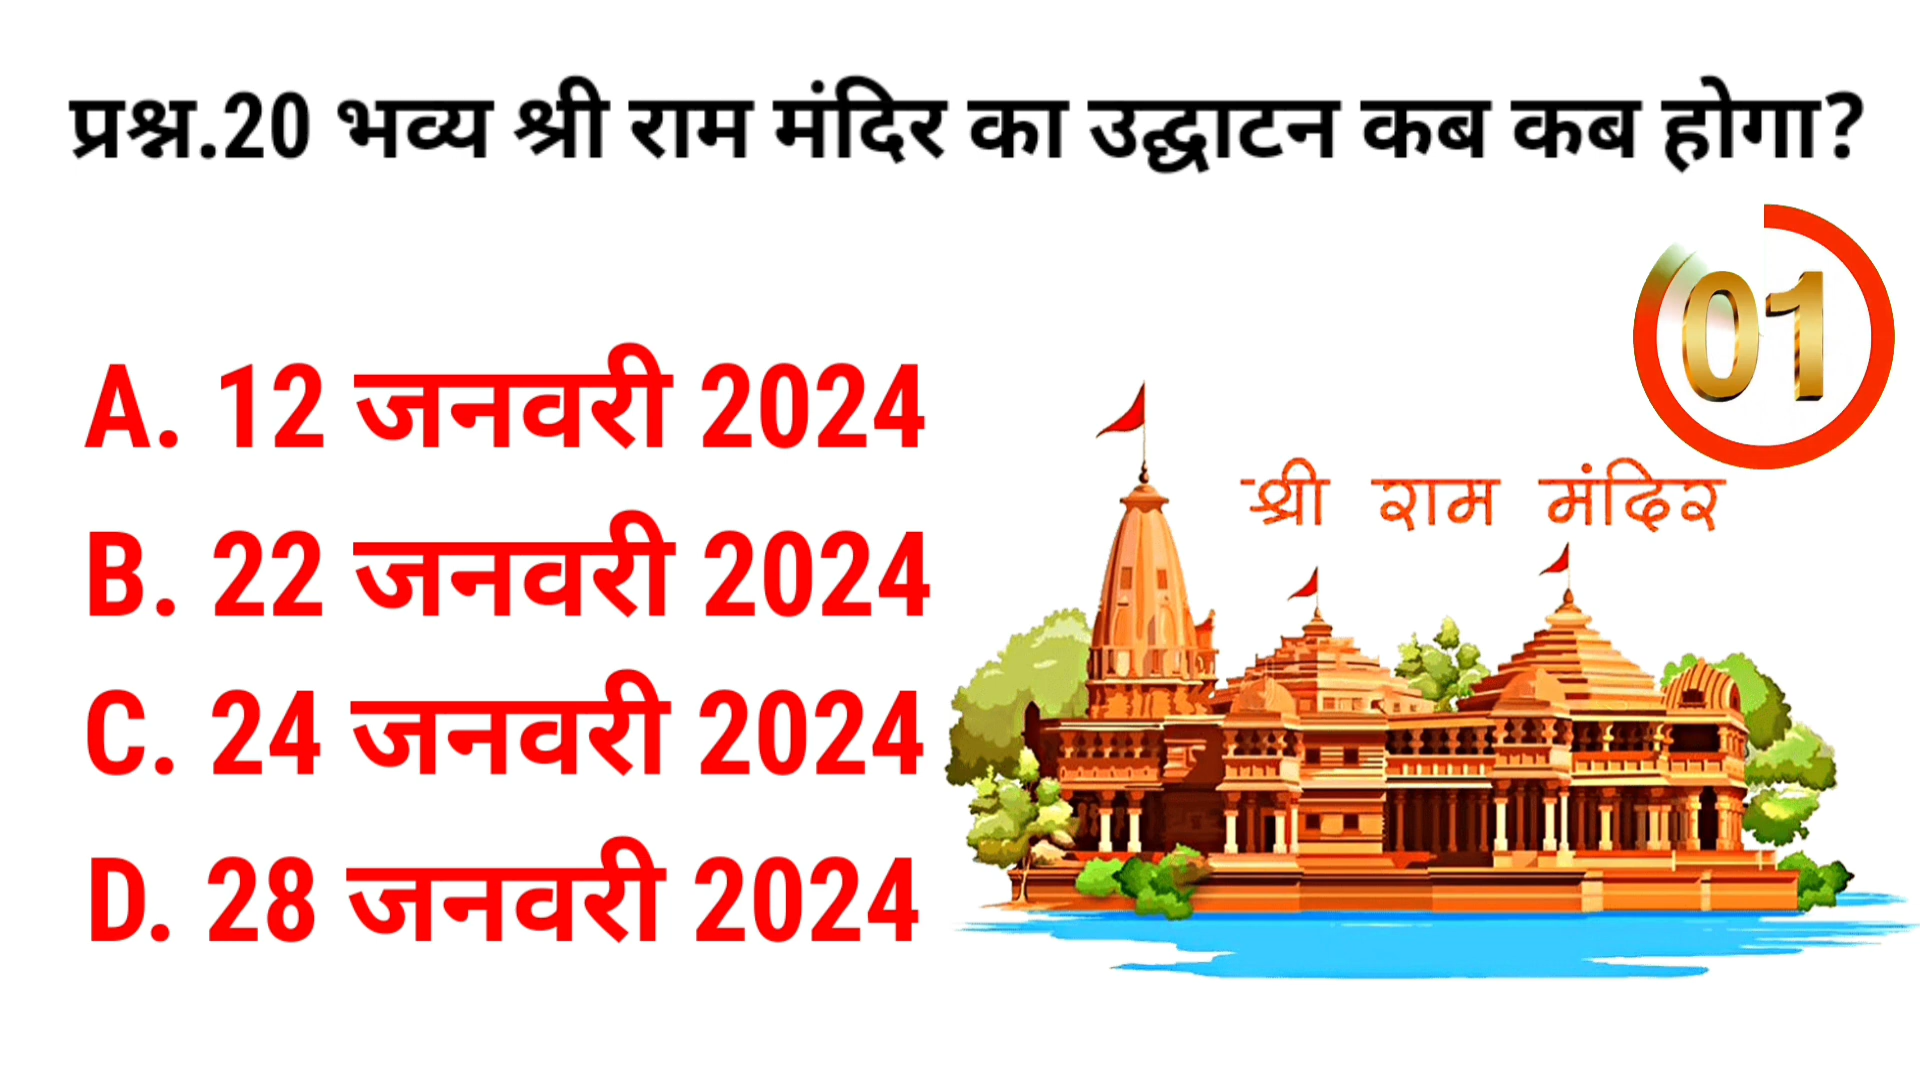 प्रश्न.20 भव्य श्री राम मंदिर का उद्घाटन कब कब होगा?
01
A. 12 जनवरी 2024
श्री राम मंदिर
B. 22 जनवरी 2024
C. 24 जनवरी 2024
D. 28 जनवरी 2024